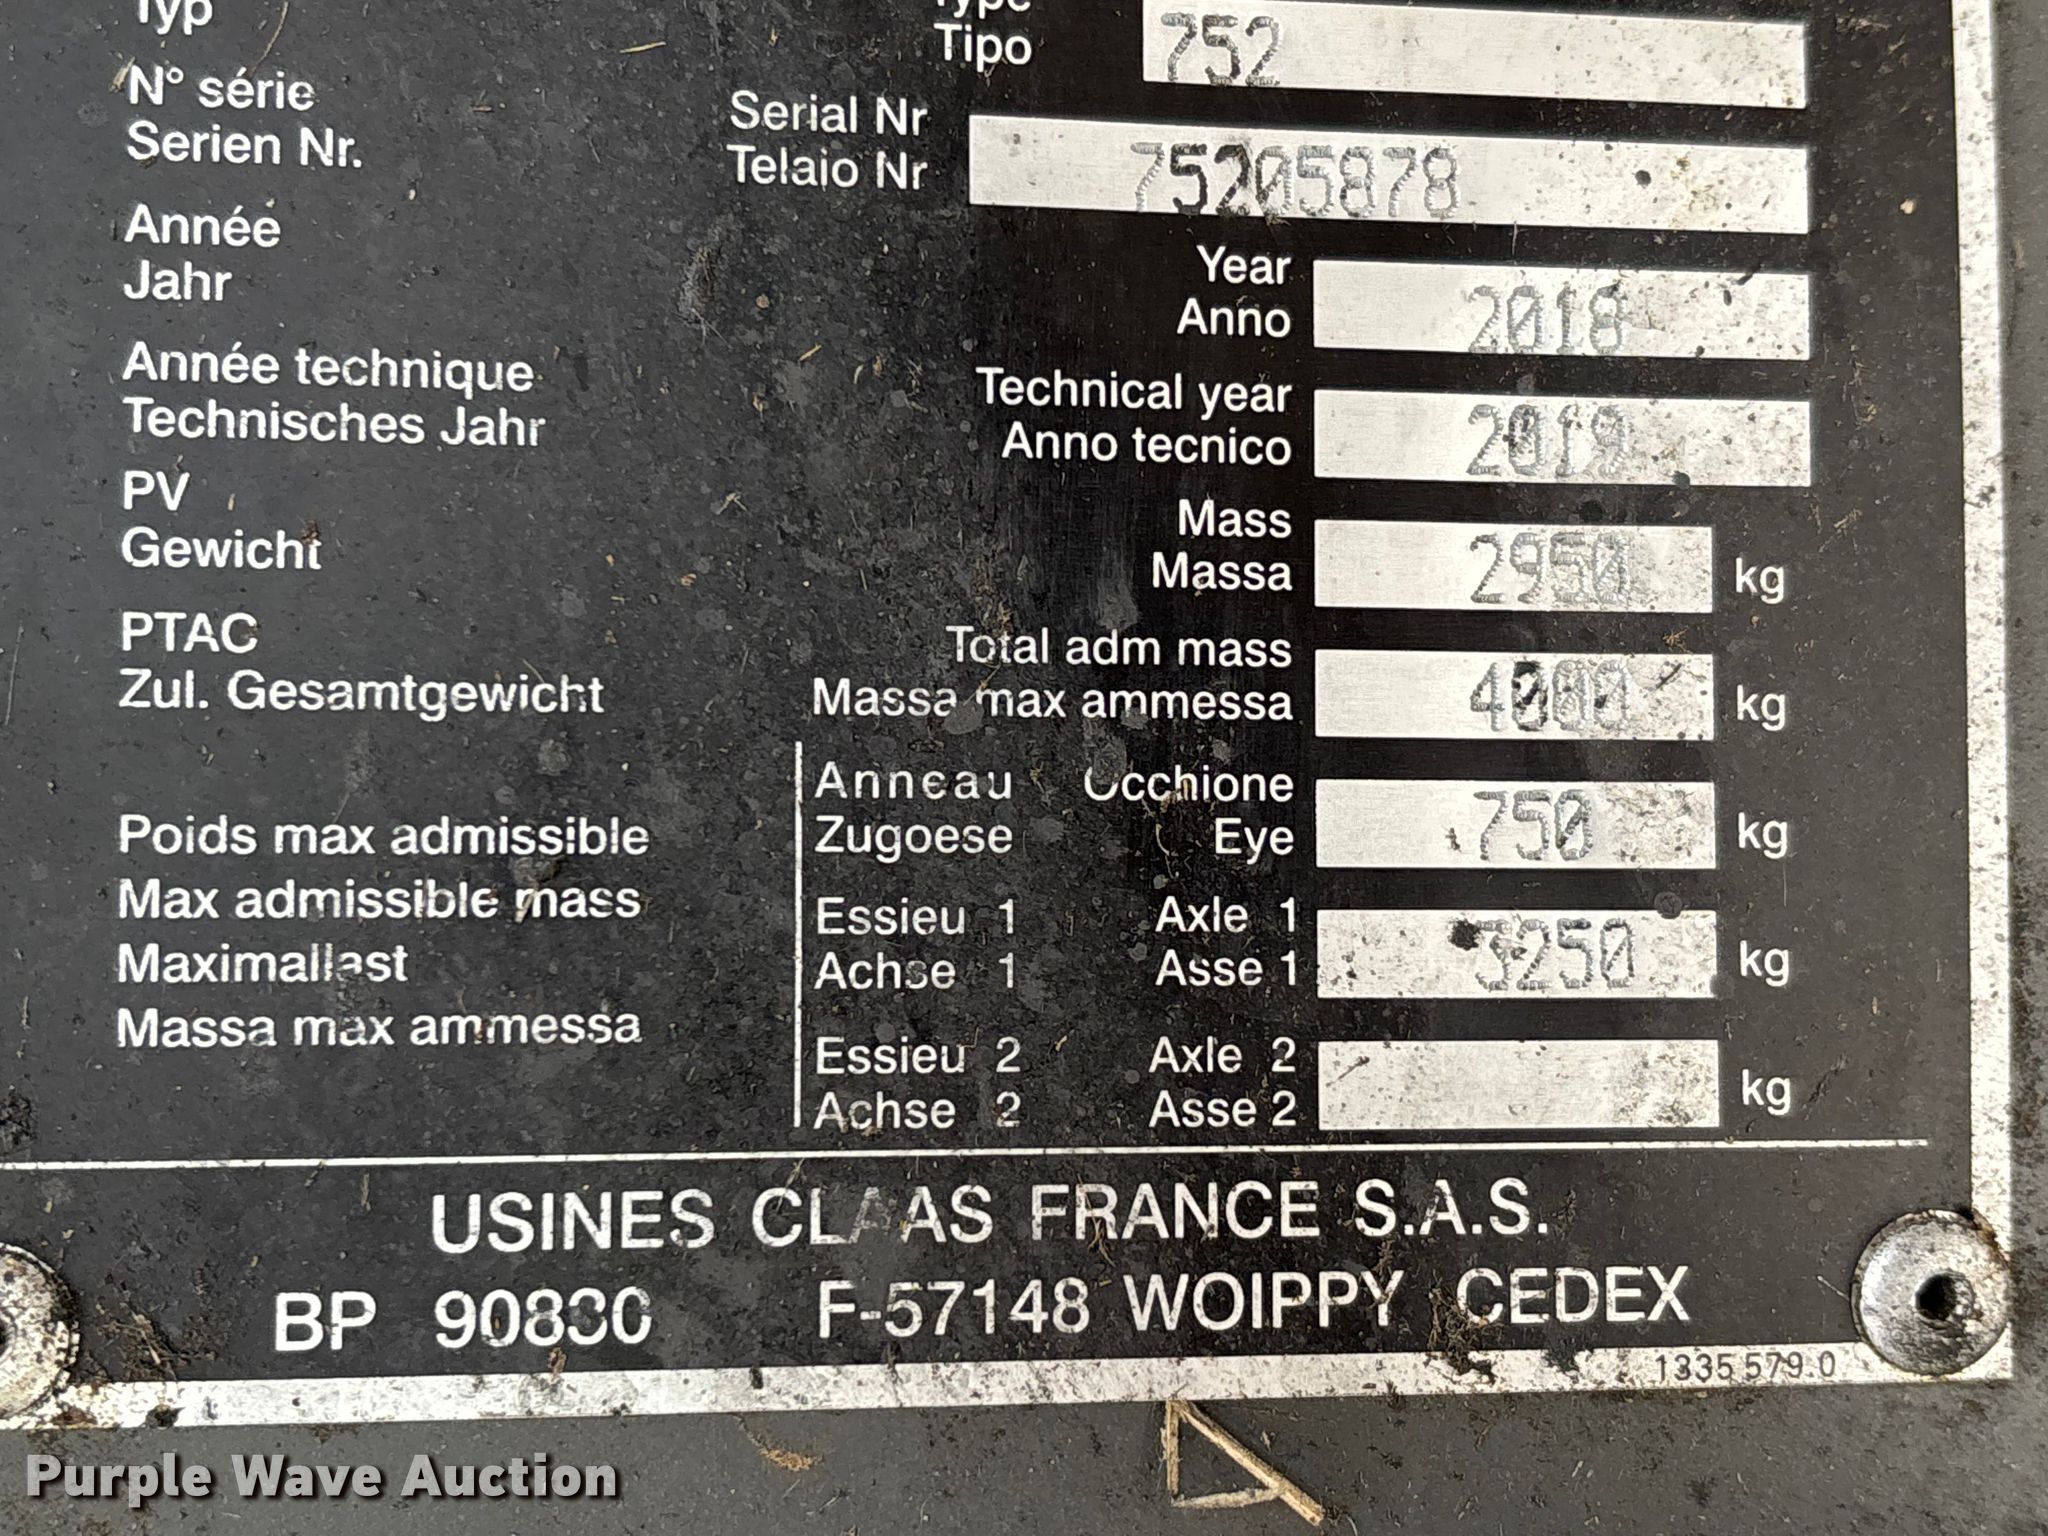 Typ Type
Tipo 752
N° série Serial Nr
Serien Nr. Telaio Nr 75205878
Année Year
Jahr Anno 2018
Année technique Technical year
Technisches Jahr Anno tecnico 2019
PV Mass
Gewicht Massa 2950 kg
PTAC Total adm mass
Zul. Gesamtgewicht Massa max ammessa 4000 kg
Anneau Occhione
Poids max admissible Zugoese Eye 750 kg
Max admissible mass Essieu 1 Axle 1
Maximallast Achse 1 Asse 1 3250 kg
Massa max ammessa Essieu 2 Axle 2
Achse 2 Asse 2 kg
USINES CLAAS FRANCE S.A.S.
BP F-57148 WOIPPY CEDEX
1335 579.0
Purple Wave Auction